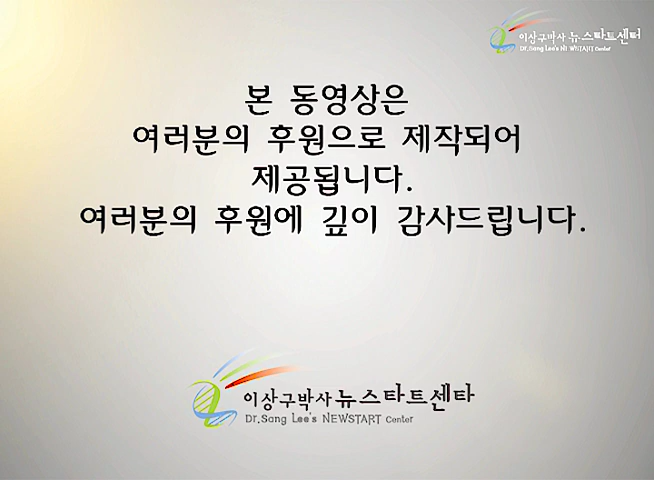 이상구박사 뉴스타트센터
Dr.Sang Lee's NEWSTART Center
본 동영상은
여러분의 후원으로 제작되어
제공됩니다.
여러분의 후원에 깊이 감사드립니다.
이상구박사 뉴스타트센타
Dr.Sang Lee's NEWSTART Center